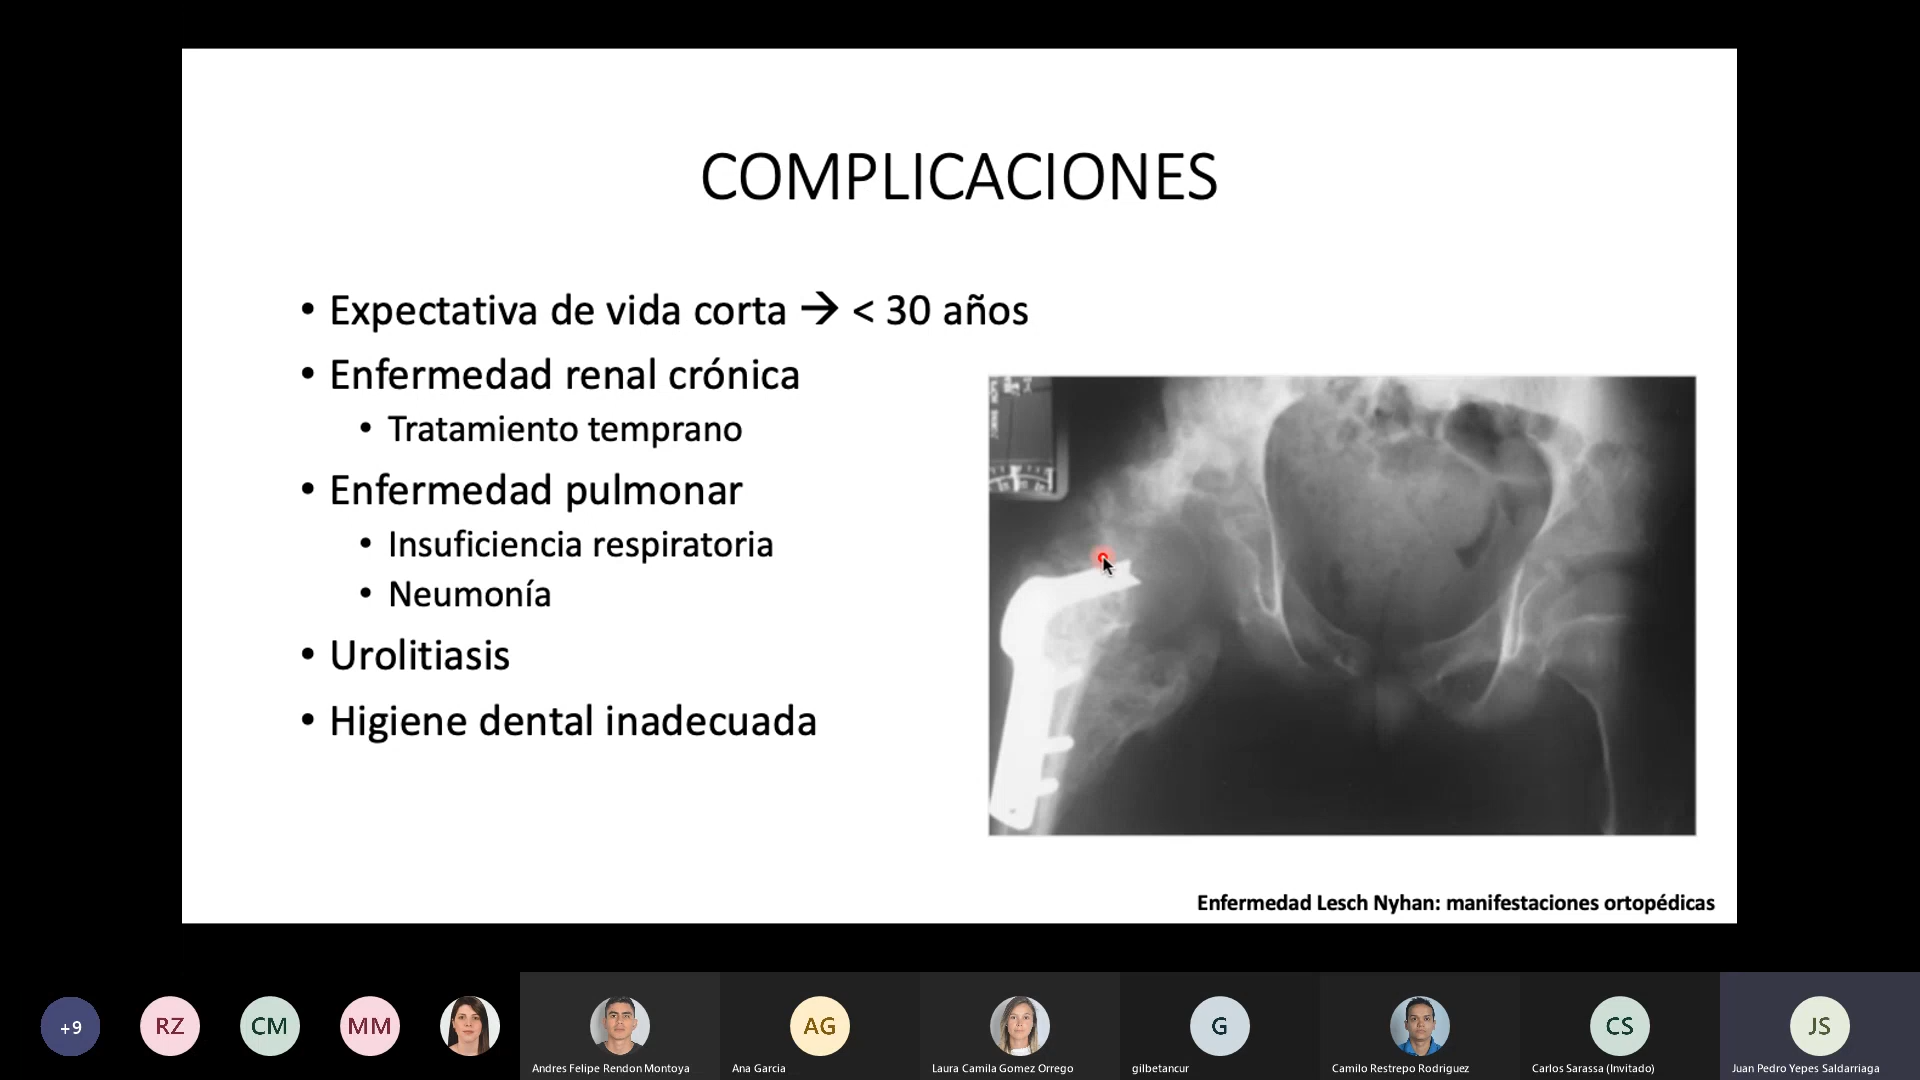 COMPLICACIONES
• Expectativa de vida corta → < 30 años
• Enfermedad renal crónica
• Tratamiento temprano
• Enfermedad pulmonar
• Insuficiencia respiratoria
• Neumonía
• Urolitiasis
• Higiene dental inadecuada
Enfermedad Lesch Nyhan: manifestaciones ortopédicas
+9
RZ
CM
MM
AG
G
CS
JS
Andres Felipe Rendon Montoya
Ana Garcia
Laura Camila Gomez Orrego
gilbetancur
Camilo Restrepo Rodriguez
Carlos Sarassa (Invitado)
Juan Pedro Yepes Saldarriaga